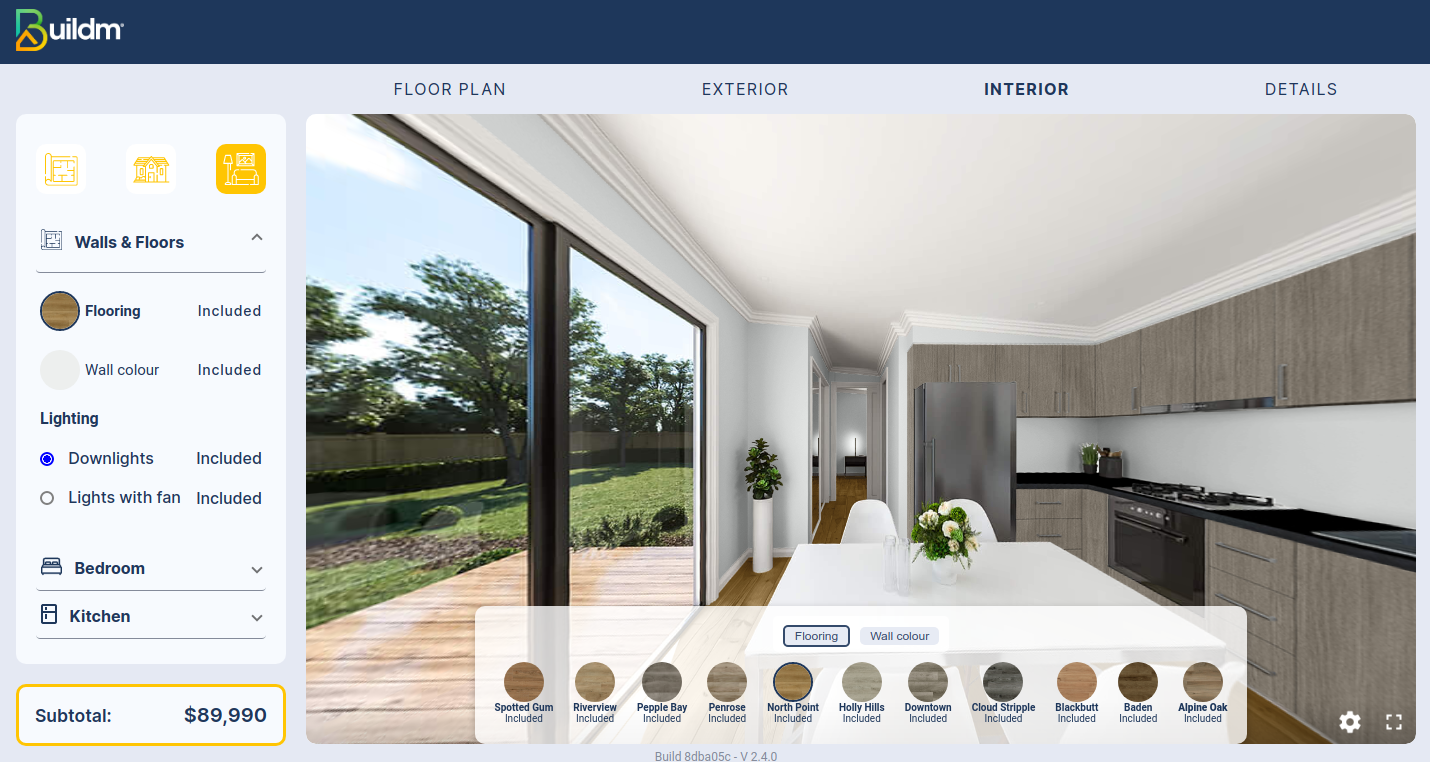 Buildm
FLOOR PLAN EXTERIOR INTERIOR DETAILS
Walls & Floors
Flooring Included
Wall colour Included
Lighting
Downlights Included
Lights with fan Included
Bedroom
Kitchen
Subtotal: $89,990
Flooring Wall colour
Spotted Gum Riverview Pepple Bay Penrose North Point Holly Hills Downtown Cloud Stripple Blackbutt Baden Alpine Oak
Included Included Included Included Included Included Included Included Included Included Included
Build 8dba05c - V 2.4.0